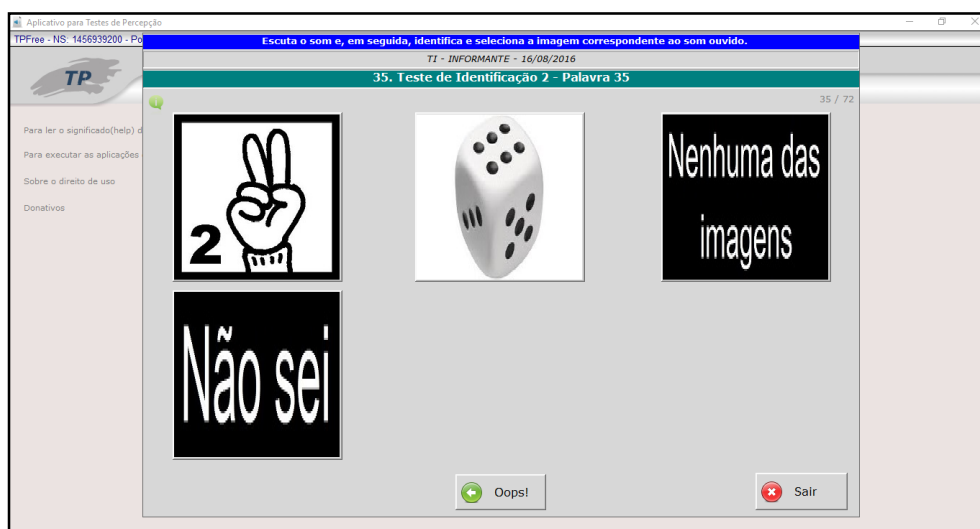 Aplicativo para Testes de Percepção
TPFree - NS: 1456939200 - Po
Escuta o som e, em seguida, identifica e seleciona a imagem correspondente ao som ouvido.
TI - INFORMANTE - 16/08/2016
35. Teste de Identificação 2 - Palavra 35
35 / 72
TP
Para ler o significado(help) d
Para executar as aplicações
Sobre o direito de uso
Donativos
2
Nenhuma das
imagens
Não sei
Oops!
Sair